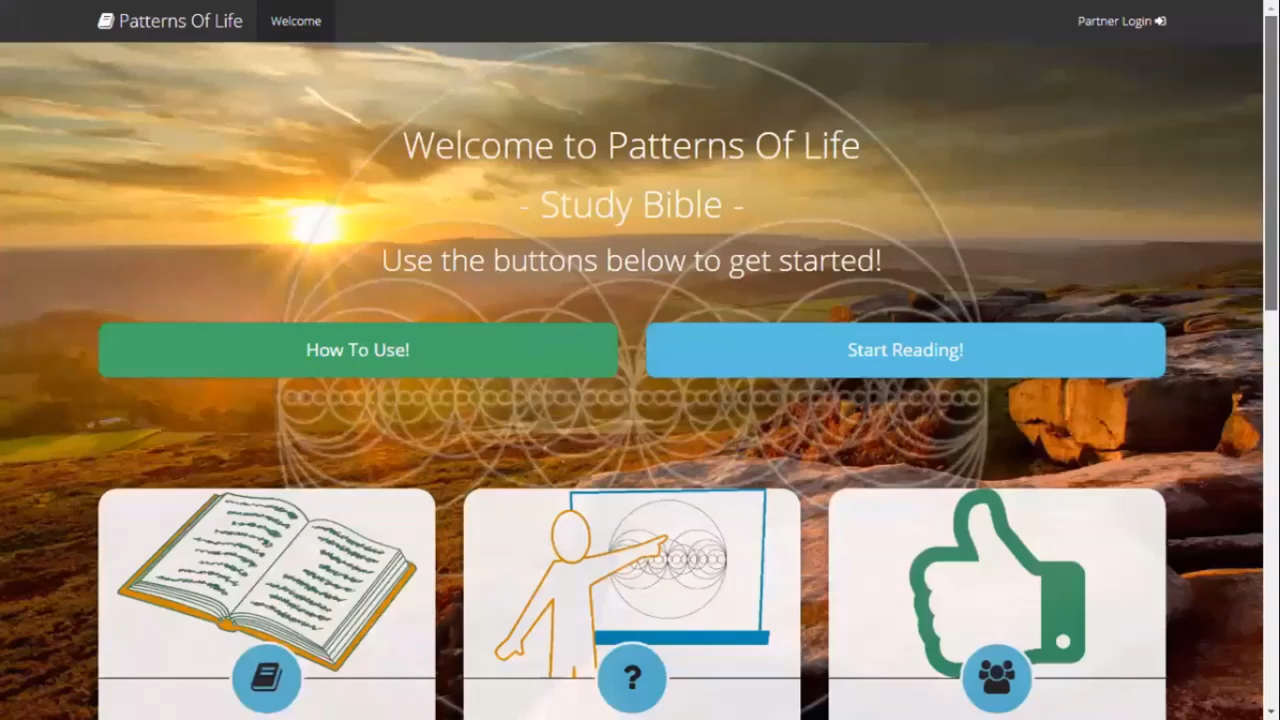 Patterns Of Life
Welcome
Partner Login
Welcome to Patterns Of Life
- Study Bible -
Use the buttons below to get started!
How To Use!
Start Reading!
?